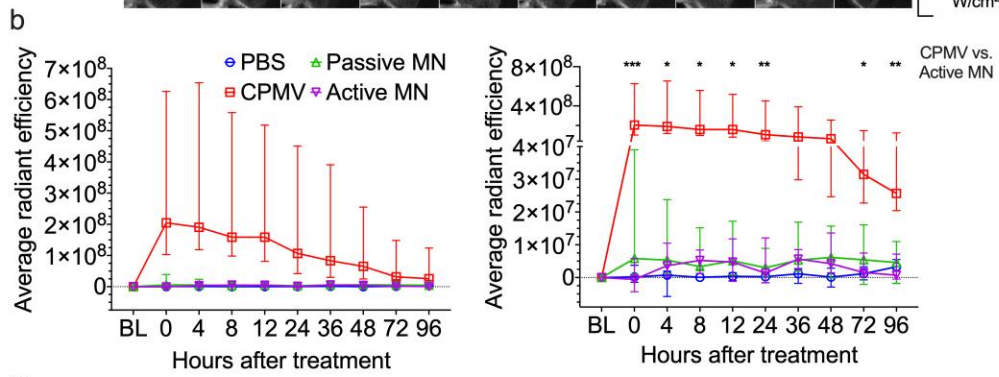 W/cm²
b
PBS
Passive MN
CPMV
Active MN
Average radiant efficiency
7×10⁸
6×10⁸
5×10⁸
4×10⁸
3×10⁸
2×10⁸
1×10⁸
0
BL 0 4 8 12 24 36 48 72 96
Hours after treatment
CPMV vs.
Active MN
*** * * * ** * **
Average radiant efficiency
8×10⁸
4×10⁸
4×10⁷
3×10⁷
2×10⁷
1×10⁷
0
BL 0 4 8 12 24 36 48 72 96
Hours after treatment